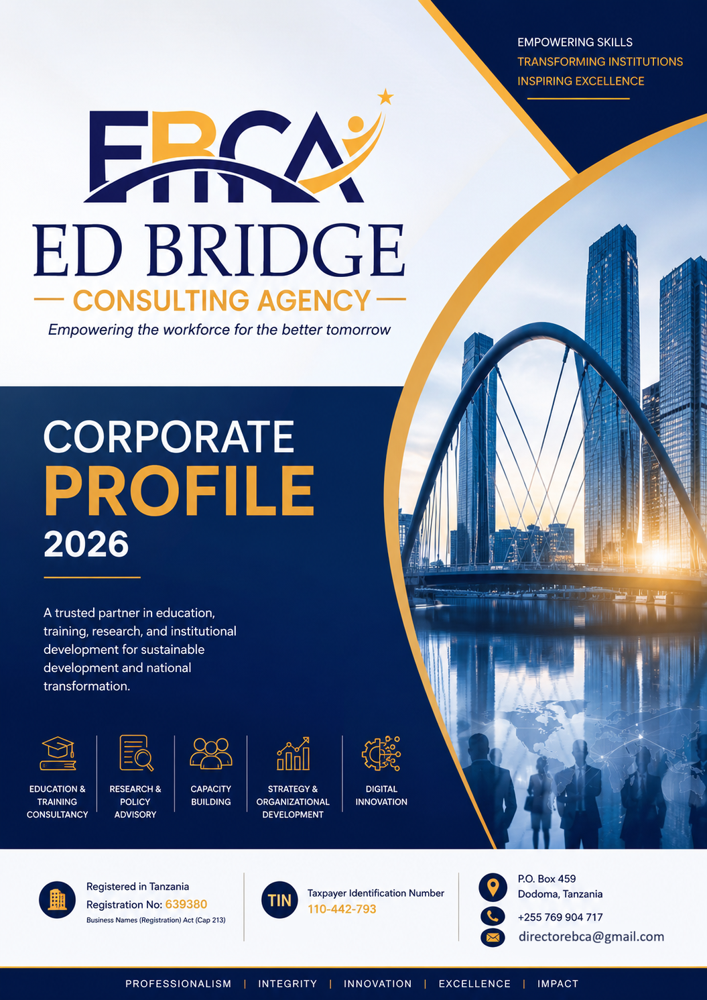 EMPOWERING SKILLS
TRANSFORMING INSTITUTIONS
INSPIRING EXCELLENCE
EBCA
ED BRIDGE
CONSULTING AGENCY
Empowering the workforce for the better tomorrow
CORPORATE
PROFILE
2026
A trusted partner in education,
training, research, and institutional
development for sustainable
development and national
transformation.
EDUCATION &
TRAINING
CONSULTANCY
RESEARCH &
POLICY
ADVISORY
CAPACITY
BUILDING
STRATEGY &
ORGANIZATIONAL
DEVELOPMENT
DIGITAL
INNOVATION
Registered in Tanzania
Registration No: 639380
Business Names (Registration) Act (Cap 213)
TIN
Taxpayer Identification Number
110-442-793
P.O. Box 459
Dodoma, Tanzania
+255 769 904 717
directorebca@gmail.com
PROFESSIONALISM | INTEGRITY | INNOVATION | EXCELLENCE | IMPACT